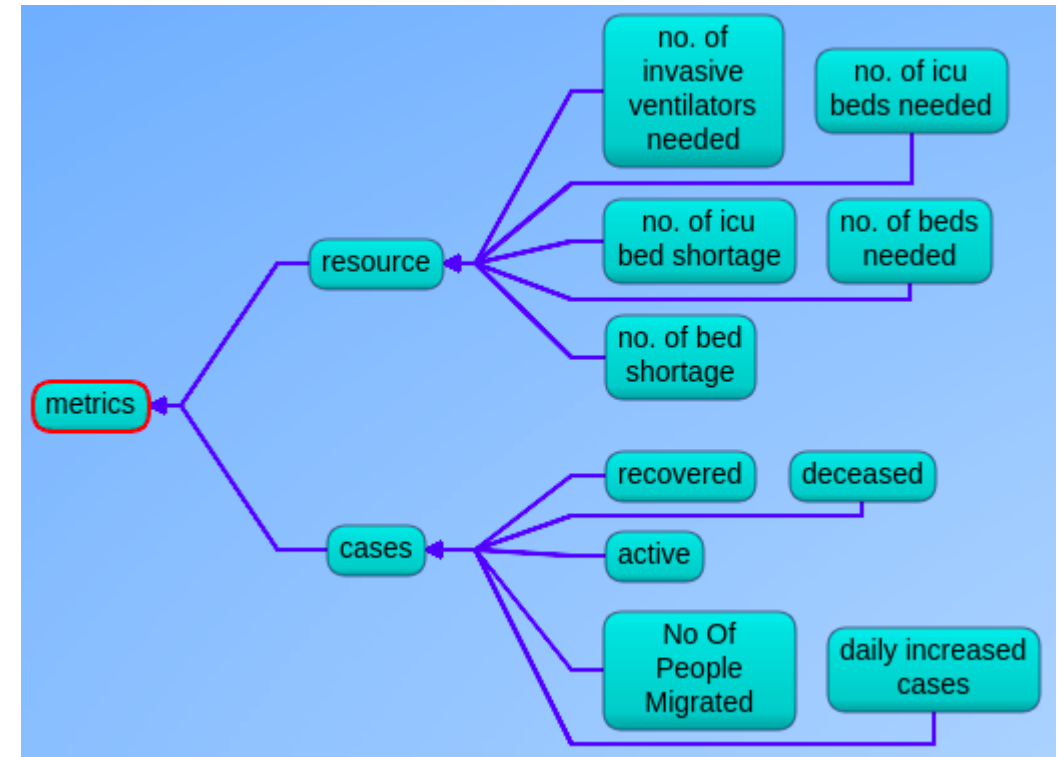 no. of
invasive
ventilators
needed
no. of icu
beds needed
no. of icu
bed shortage
no. of beds
needed
resource
no. of bed
shortage
metrics
recovered
deceased
cases
active
No Of
People
Migrated
daily increased
cases